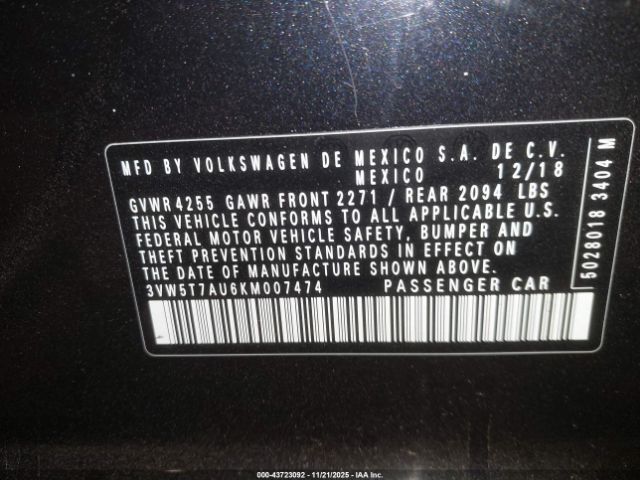 MFD BY VOLKSWAGEN DE MEXICO S.A. DE C.V.
MEXICO 12/18
GVWR 4255 GAWR FRONT 2271 / REAR 2094 LBS
THIS VEHICLE CONFORMS TO ALL APPLICABLE U.S.
FEDERAL MOTOR VEHICLE SAFETY, BUMPER AND
THEFT PREVENTION STANDARDS IN EFFECT ON
THE DATE OF MANUFACTURE SHOWN ABOVE.
3VW5T7AU6KM007474 PASSENGER CAR
5028018 3404 M
000-43723092 - 11/21/2025 - IAA Inc.